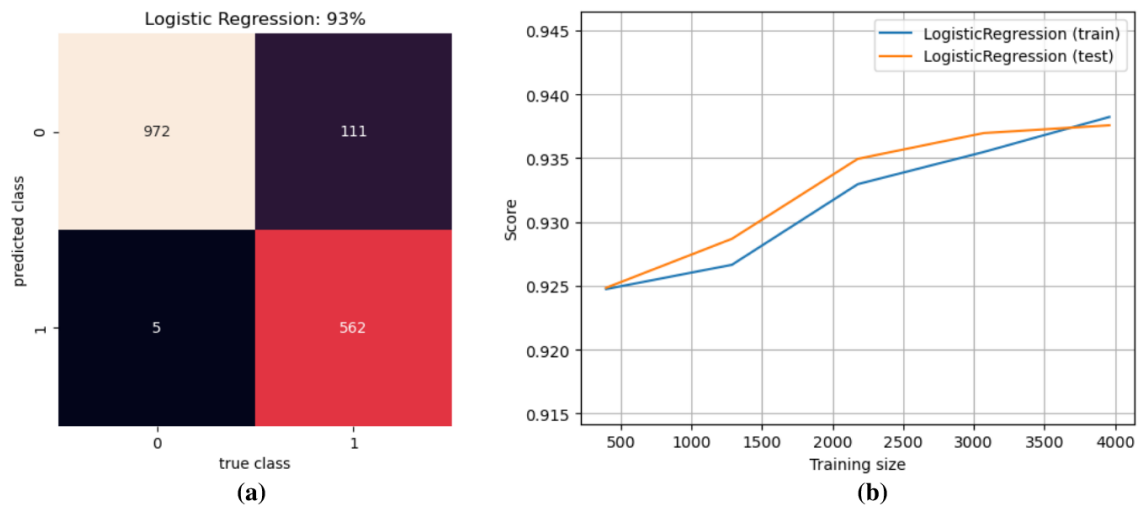 Logistic Regression: 93%
predicted class
0
972
111
1
5
562
0
1
true class
(a)
LogisticRegression (train)
LogisticRegression (test)
Score
0.945
0.940
0.935
0.930
0.925
0.920
0.915
500
1000
1500
2000
2500
3000
3500
4000
Training size
(b)